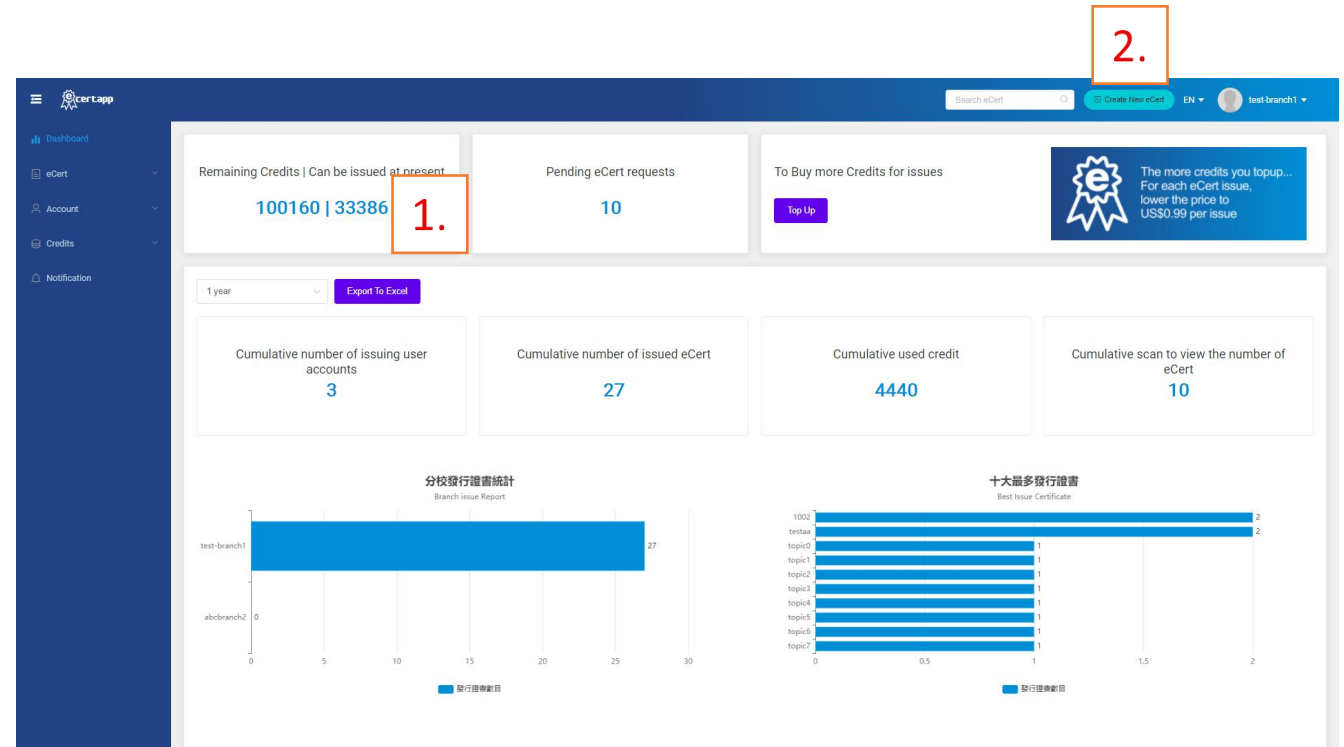 2.
certapp
Search eCert
Create New eCert
EN
test-branch1
Dashboard
eCert
Account
Credits
Notification
Remaining Credits | Can be issued at present
100160 | 33386
1.
Pending eCert requests
10
To Buy more Credits for issues
Top Up
e
The more credits you topup...
For each eCert issue,
lower the price to
US$0.99 per issue
1 year
Export To Excel
Cumulative number of issuing user
accounts
3
Cumulative number of issued eCert
27
Cumulative used credit
4440
Cumulative scan to view the number of
eCert
10
分校發行證書統計
Branch issue Report
test-branch1
27
abcbranch2
0
0 5 10 15 20 25 30
發行證書數目
十大最多發行證書
Best Issue Certificate
1002 2
testaa 2
topic0 1
topic1 1
topic2 1
topic3 1
topic4 1
topic5 1
topic6 1
topic7 1
0 0.5 1 1.5 2
發行證書數目